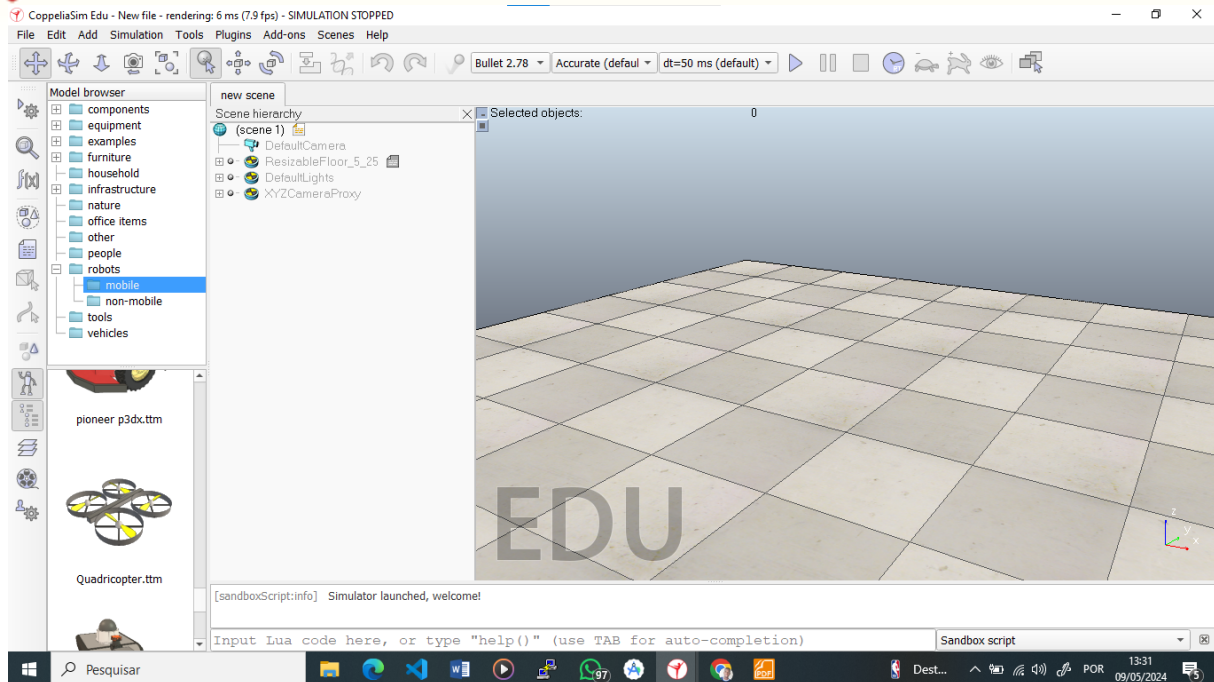 CoppeliaSim Edu - New file - rendering: 6 ms (7.9 fps) - SIMULATION STOPPED
File Edit Add Simulation Tools Plugins Add-ons Scenes Help
Bullet 2.78 Accurate (defaul dt=50 ms (default)
Model browser
components
equipment
examples
furniture
household
infrastructure
nature
office items
other
people
robots
mobile
non-mobile
tools
vehicles
pioneer p3dx.ttm
Quadricopter.ttm
new scene
Scene hierarchy
(scene 1)
DefaultCamera
ResizableFloor_5_25
DefaultLights
XYZCameraProxy
Selected objects: 0
f(x)
EDU
z
y
x
[sandboxScript:info] Simulator launched, welcome!
Input Lua code here, or type "help()" (use TAB for auto-completion)
Sandbox script
Pesquisar
97
Dest...
POR
13:31
09/05/2024
5